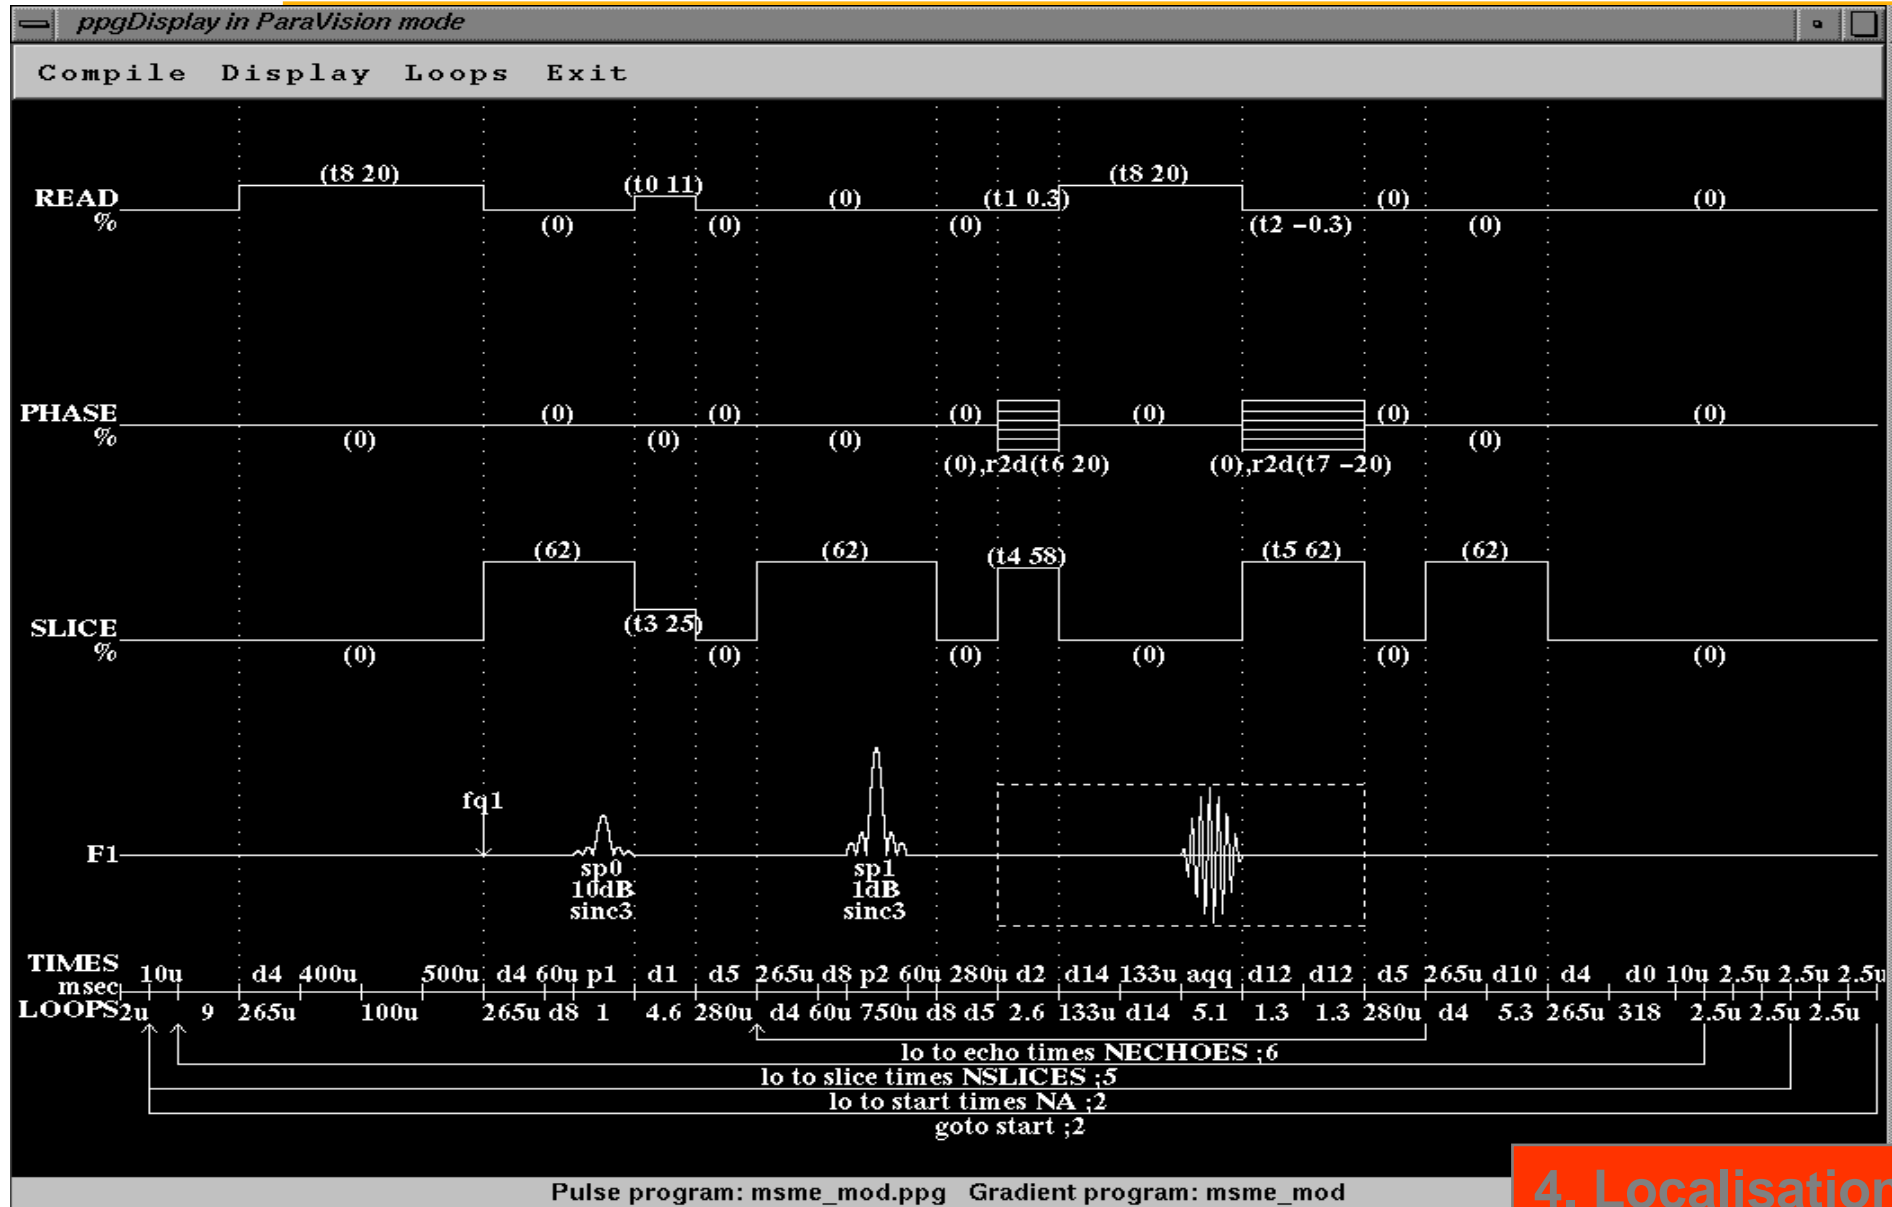 ppgDisplay in ParaVision mode
Compile Display Loops Exit
(t8 20) (t0 11) (0) (t1 0.3) (t8 20) (0) (0)
READ
% (0) (0) (0) (t2 −0.3) (0)
PHASE (0) (0) (0) (0) (0) (0)
% (0) (0) (0) (0)
(0),r2d(t6 20) (0),r2d(t7 −20)
(62) (62) (t4 58) (t5 62) (62)
SLICE (t3 25)
% (0) (0) (0) (0) (0) (0)
fq1
F1
sp0 sp1
10dB 1dB
sinc3 sinc3
TIMES 10u d4 400u 500u d4 60u p1 d1 d5 265u d8 p2 60u 280u d2 d14 133u aqq d12 d12 d5 265u d10 d4 d0 10u 2.5u 2.5u 2.5u
msec
LOOPS 2u 9 265u 100u 265u d8 1 4.6 280u d4 60u 750u d8 d5 2.6 133u d14 5.1 1.3 1.3 280u d4 5.3 265u 318 2.5u 2.5u 2.5u
lo to echo times NECHOES ;6
lo to slice times NSLICES ;5
lo to start times NA ;2
goto start ;2
Pulse program: msme_mod.ppg Gradient program: msme_mod
4. Localisation